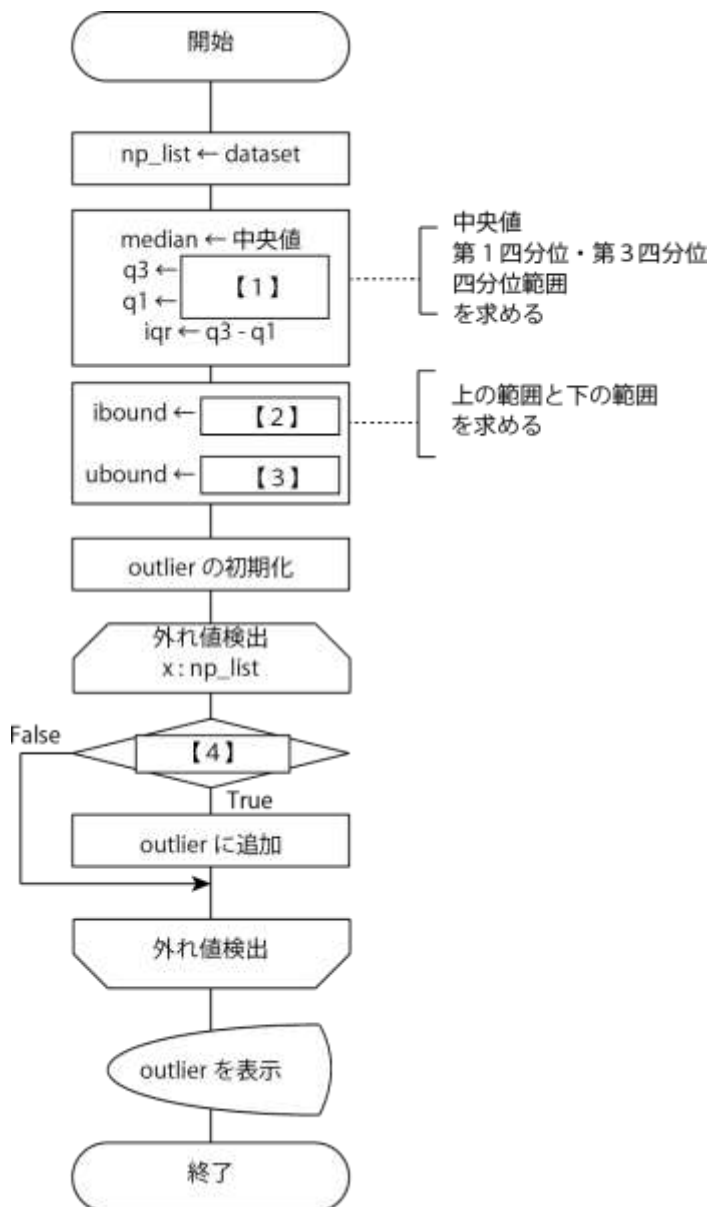 開始
np_list ← dataset
median ← 中央値
q3 ←
【1】
q1 ←
iqr ← q3 - q1
中央値
第1四分位・第3四分位
四分位範囲
を求める
ibound ← 【2】
ubound ← 【3】
上の範囲と下の範囲
を求める
outlier の初期化
外れ値検出
x : np_list
False
【4】
True
outlier に追加
外れ値検出
outlier を表示
終了